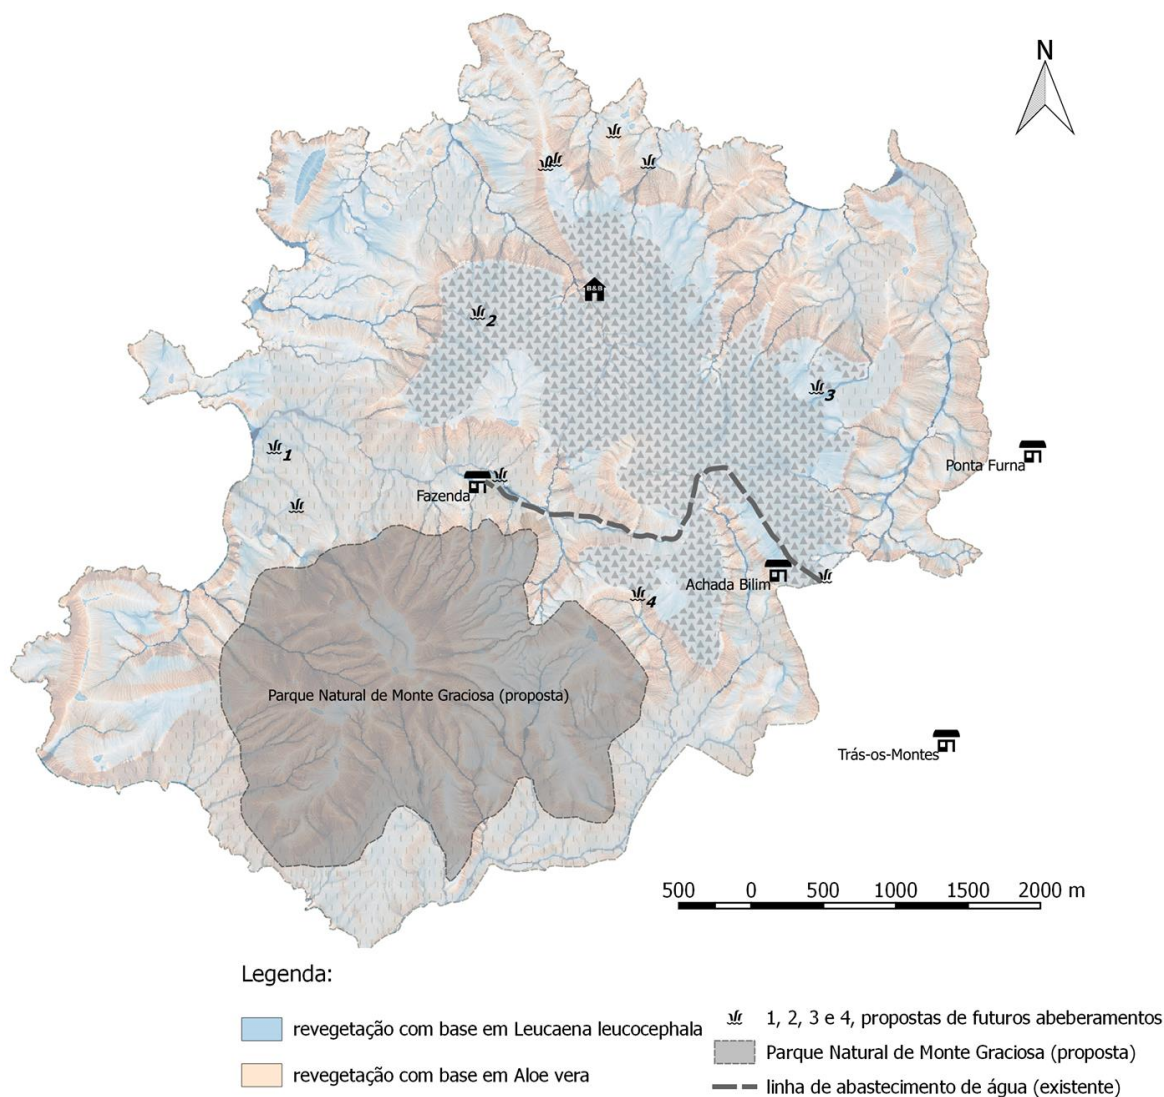 N
2
3
1
Ponta Furna
Fazenda
Achada Bilim
4
Parque Natural de Monte Graciosa (proposta)
Trás-os-Montes
500 0 500 1000 1500 2000 m
Legenda:
revegetação com base em Leucaena leucocephala
revegetação com base em Aloe vera
1, 2, 3 e 4, propostas de futuros abeberamentos
Parque Natural de Monte Graciosa (proposta)
linha de abastecimento de água (existente)